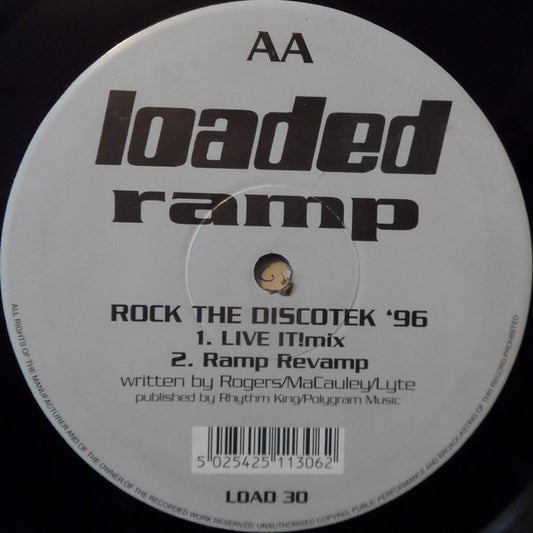 AA
loaded
ramp
ROCK THE DISCOTEK ‘96
1. LIVE IT!mix
2. Ramp Revamp
written by Rogers/MaCauley/Lyte
published by Rhythm King/Polygram Music
5 025425 113062
LOAD 30
ALL RIGHTS OF THE MANUFACTURER AND OF THE OWNER OF THE RECORDED WORK RESERVED. UNAUTHORISED COPYING, PUBLIC PERFORMANCE AND BROADCASTING OF THIS RECORD PROHIBITED